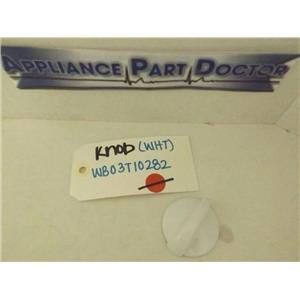 APPLIANCE PART DOCTOR
KNOB (WHT)
WB03T10282